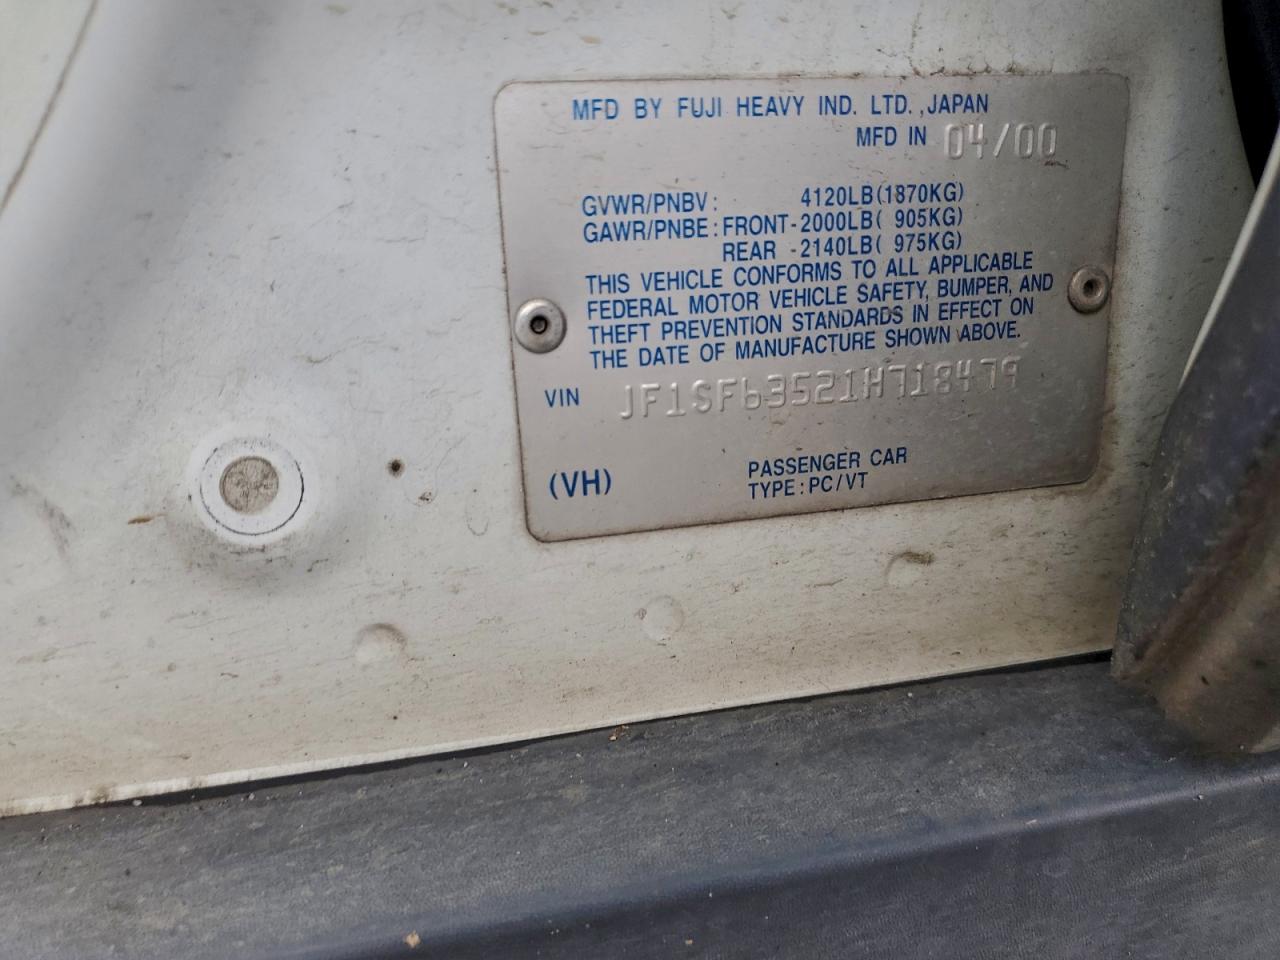 MFD BY FUJI HEAVY IND. LTD., JAPAN
MFD IN 04/00
GVWR/PNBV: 4120LB(1870KG)
GAWR/PNBE: FRONT-2000LB( 905KG)
REAR -2140LB( 975KG)
THIS VEHICLE CONFORMS TO ALL APPLICABLE
FEDERAL MOTOR VEHICLE SAFETY, BUMPER, AND
THEFT PREVENTION STANDARDS IN EFFECT ON
THE DATE OF MANUFACTURE SHOWN ABOVE.
VIN JF1SF63521H718479
(VH) PASSENGER CAR
TYPE: PC/VT